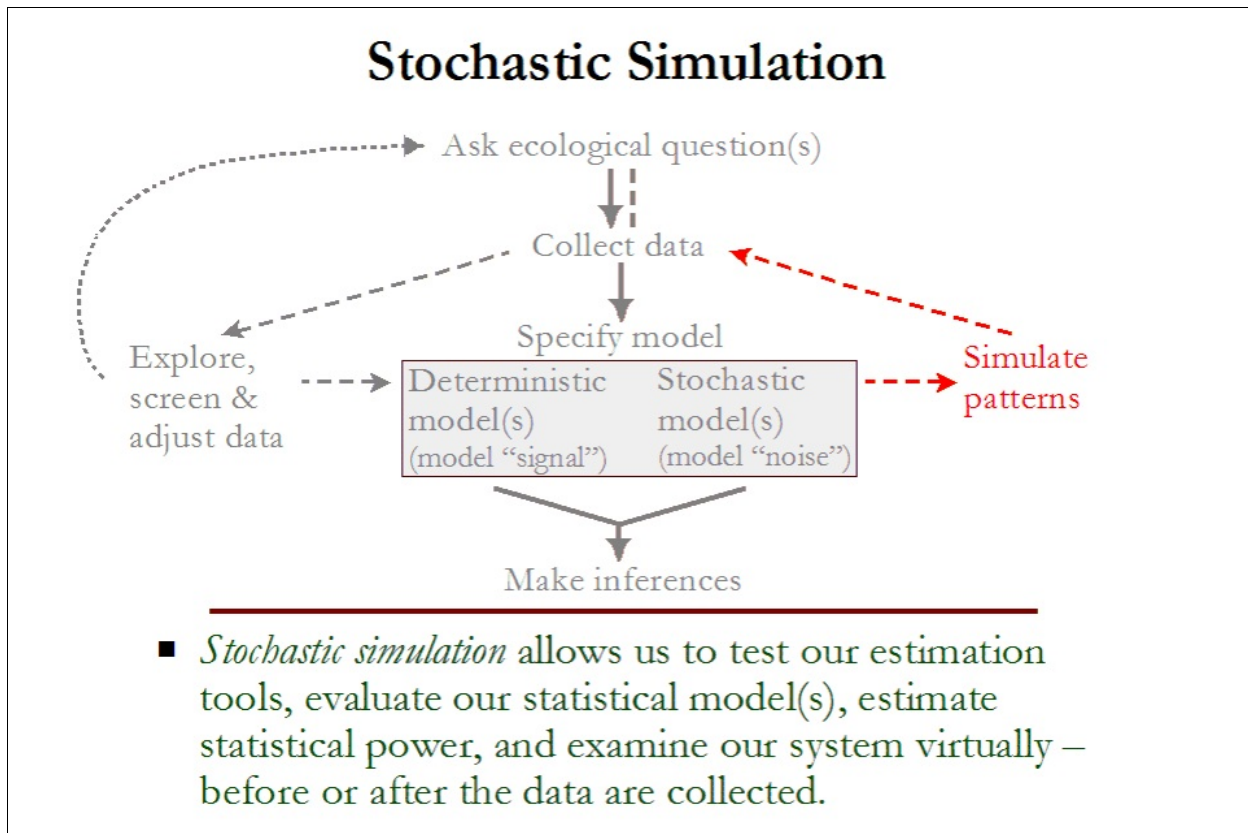 Stochastic Simulation
Ask ecological question(s)
Collect data
Specify model
Explore,
screen &
adjust data
Deterministic
model(s)
(model “signal”)
Stochastic
model(s)
(model “noise”)
Simulate
patterns
Make inferences
■ Stochastic simulation allows us to test our estimation
tools, evaluate our statistical model(s), estimate
statistical power, and examine our system virtually –
before or after the data are collected.